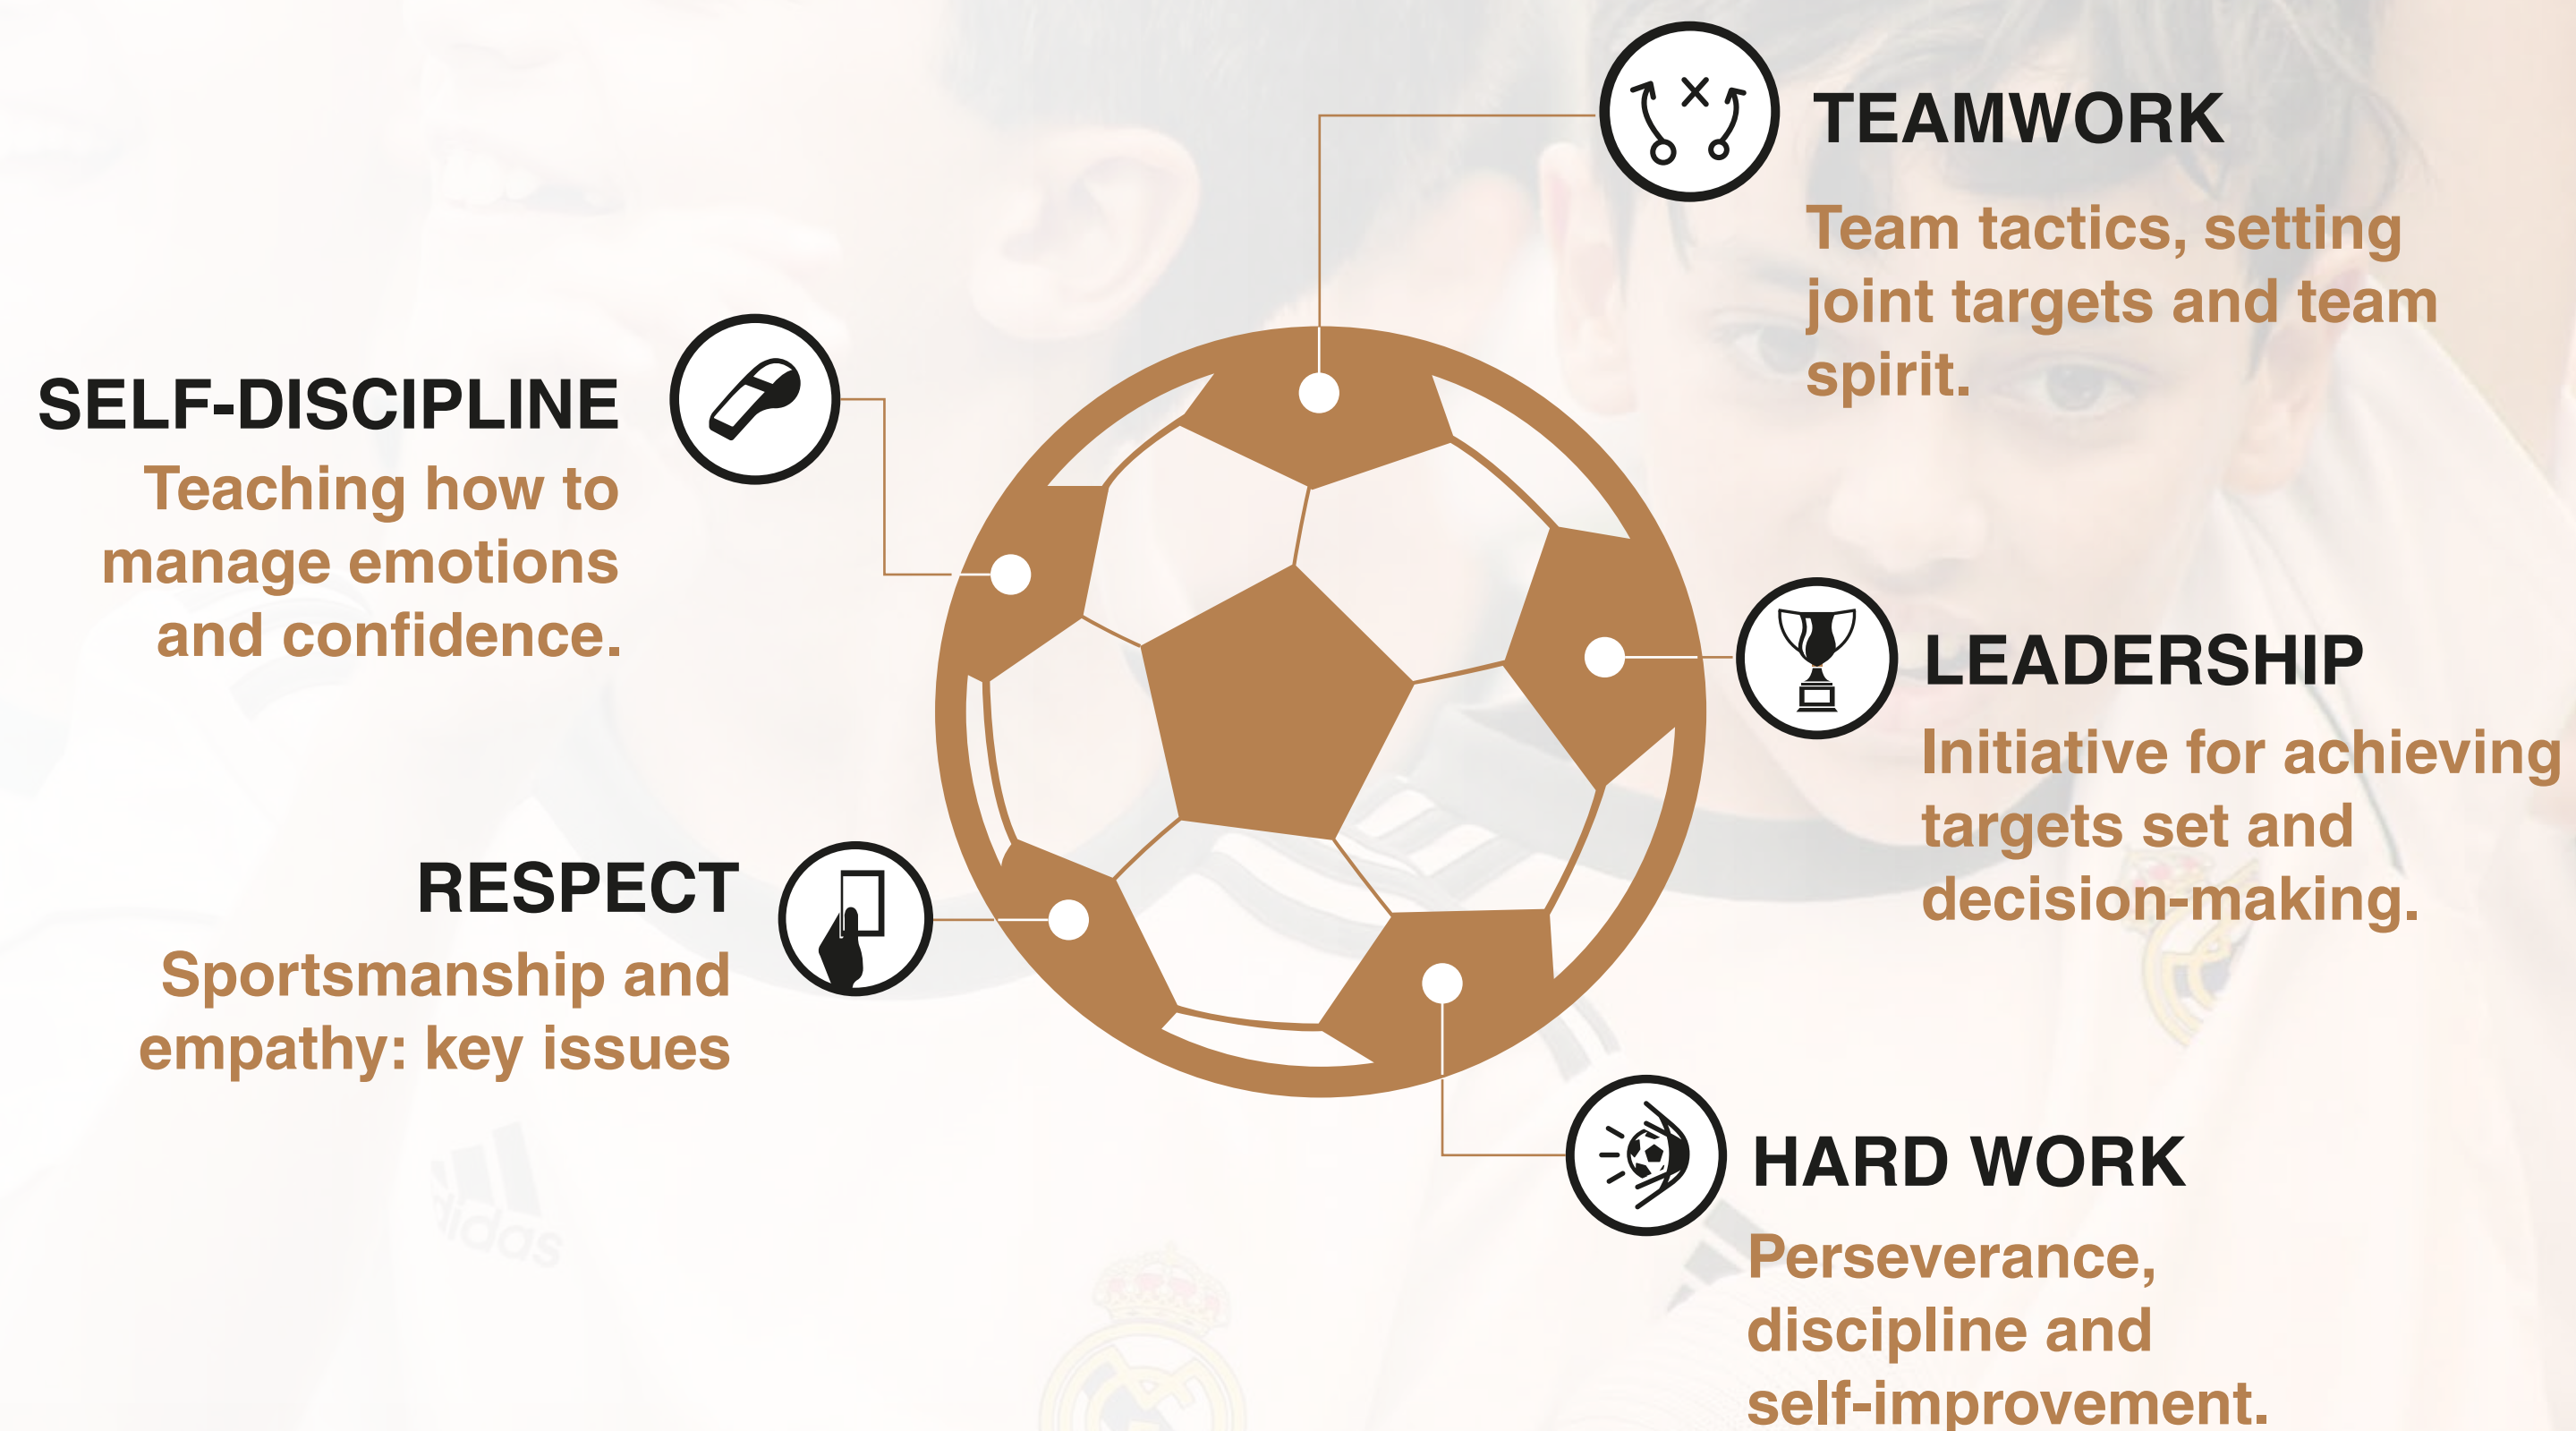 TEAMWORK
Team tactics, setting
joint targets and team
spirit.
SELF-DISCIPLINE
Teaching how to
manage emotions
and confidence.
LEADERSHIP
Initiative for achieving
targets set and
decision-making.
RESPECT
Sportsmanship and
empathy: key issues
HARD WORK
Perseverance,
discipline and
self-improvement.
adidas